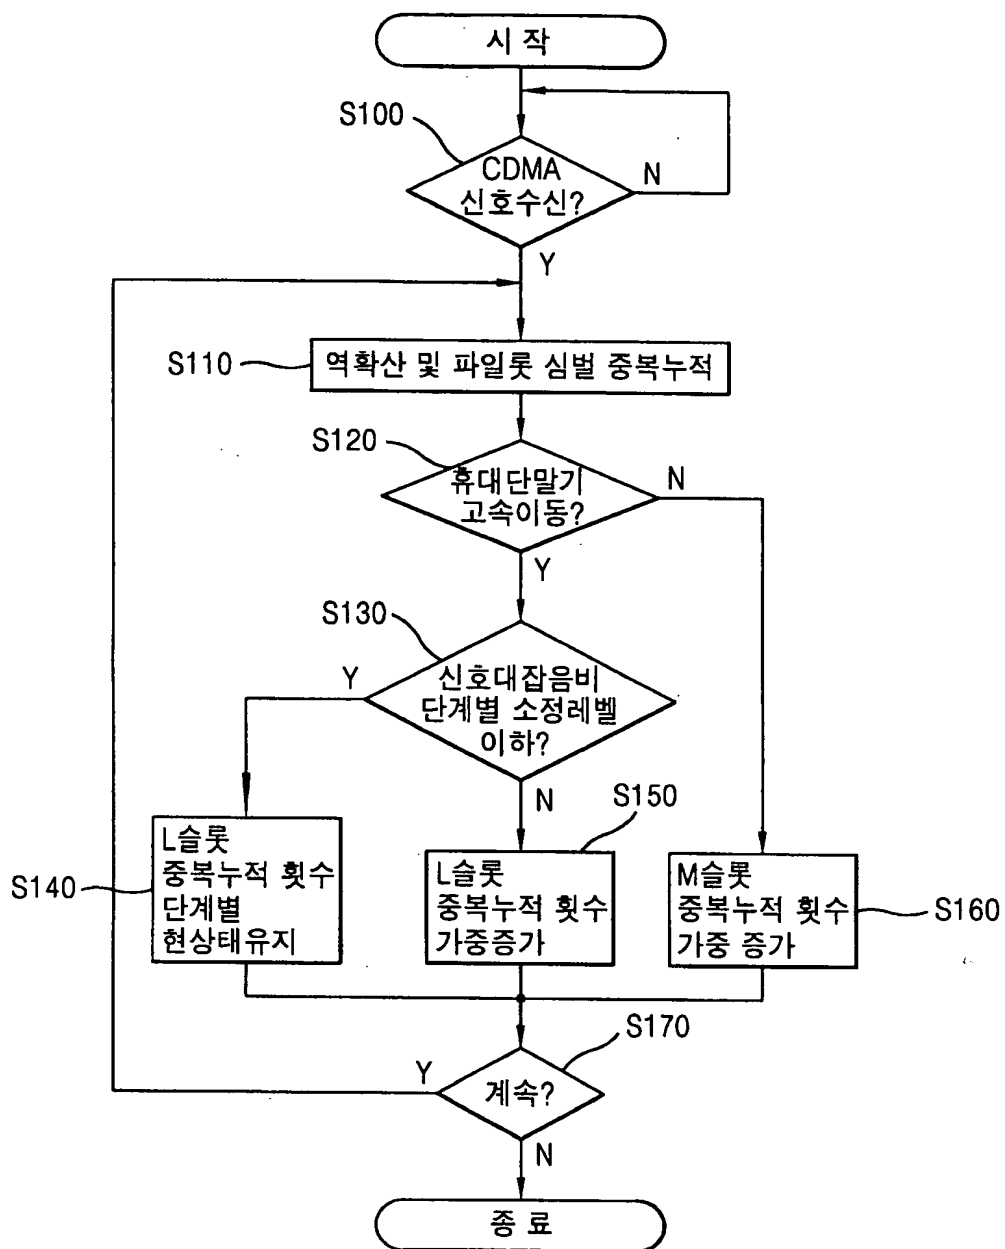 시 작
S100
CDMA
신호수신?
N
Y
S110
역확산 및 파일롯 심벌 중복누적
S120
휴대단말기
고속이동?
N
Y
S130
신호대잡음비
단계별 소정레벨
이하?
Y
N
S140
L슬롯
중복누적 횟수
단계별
현상태유지
S150
L슬롯
중복누적 횟수
가중증가
M슬롯
중복누적 횟수
가중 증가
S160
S170
계속?
Y
N
종 료